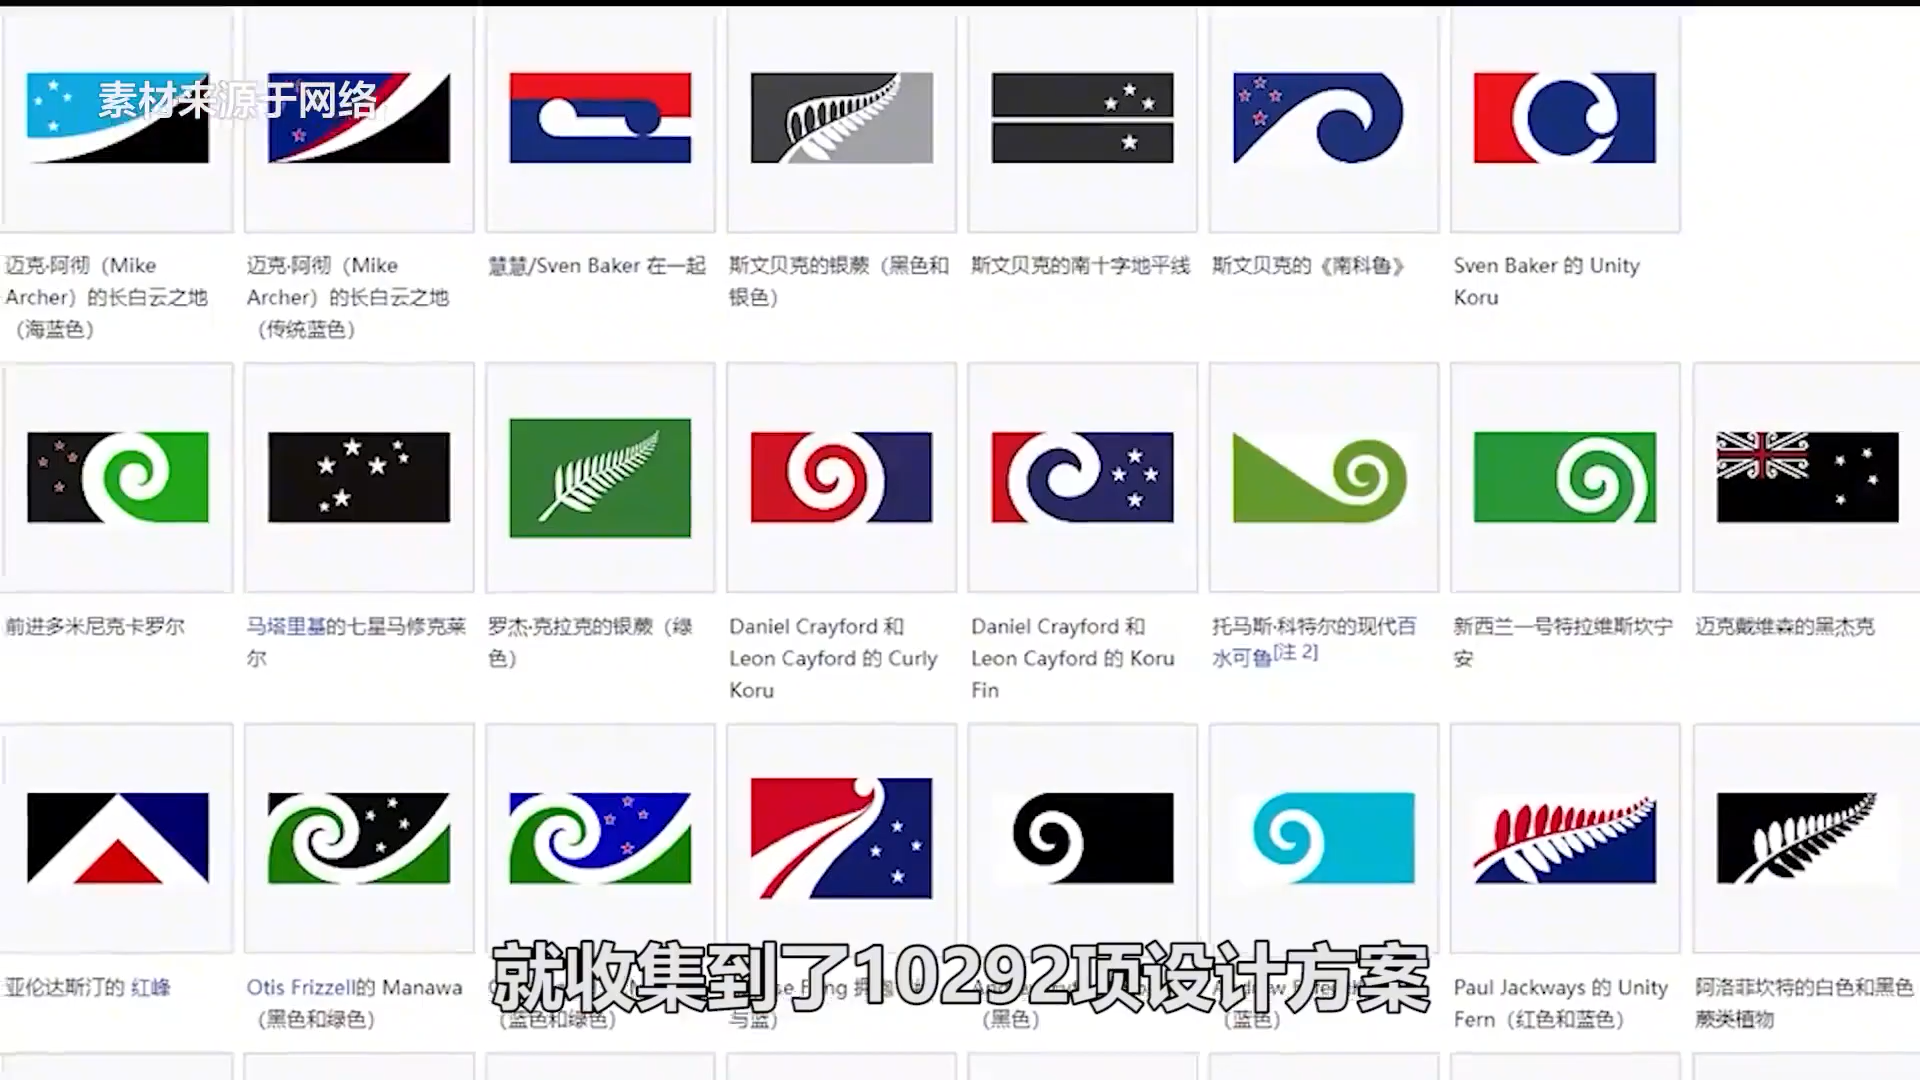 素材来源于网络
迈克·阿彻（Mike
Archer）的长白云之地
（海蓝色）
迈克·阿彻（Mike
Archer）的长白云之地
（传统蓝色）
慧慧/Sven Baker 在一起
斯文贝克的银蕨（黑色和
银色）
斯文贝克的南十字地平线
斯文贝克的《南科鲁》
Sven Baker 的 Unity
Koru
前进多米尼克卡罗尔
马塔里基的七星马修克莱
尔
罗杰·克拉克的银蕨（绿
色）
Daniel Crayford 和
Leon Cayford 的 Curly
Koru
Daniel Crayford 和
Leon Cayford 的 Koru
Fin
托马斯·科特尔的现代百
水可鲁[注 2]
新西兰一号特拉维斯坎宁
安
迈克戴维森的黑杰克
亚伦达斯汀的 红峰
Otis Frizzell的 Manawa
（黑色和绿色）
（蓝色和绿色）
与蓝）
（黑色）
（蓝色）
Paul Jackways 的 Unity
Fern（红色和蓝色）
阿洛菲坎特的白色和黑色
蕨类植物
就收集到了10292项设计方案